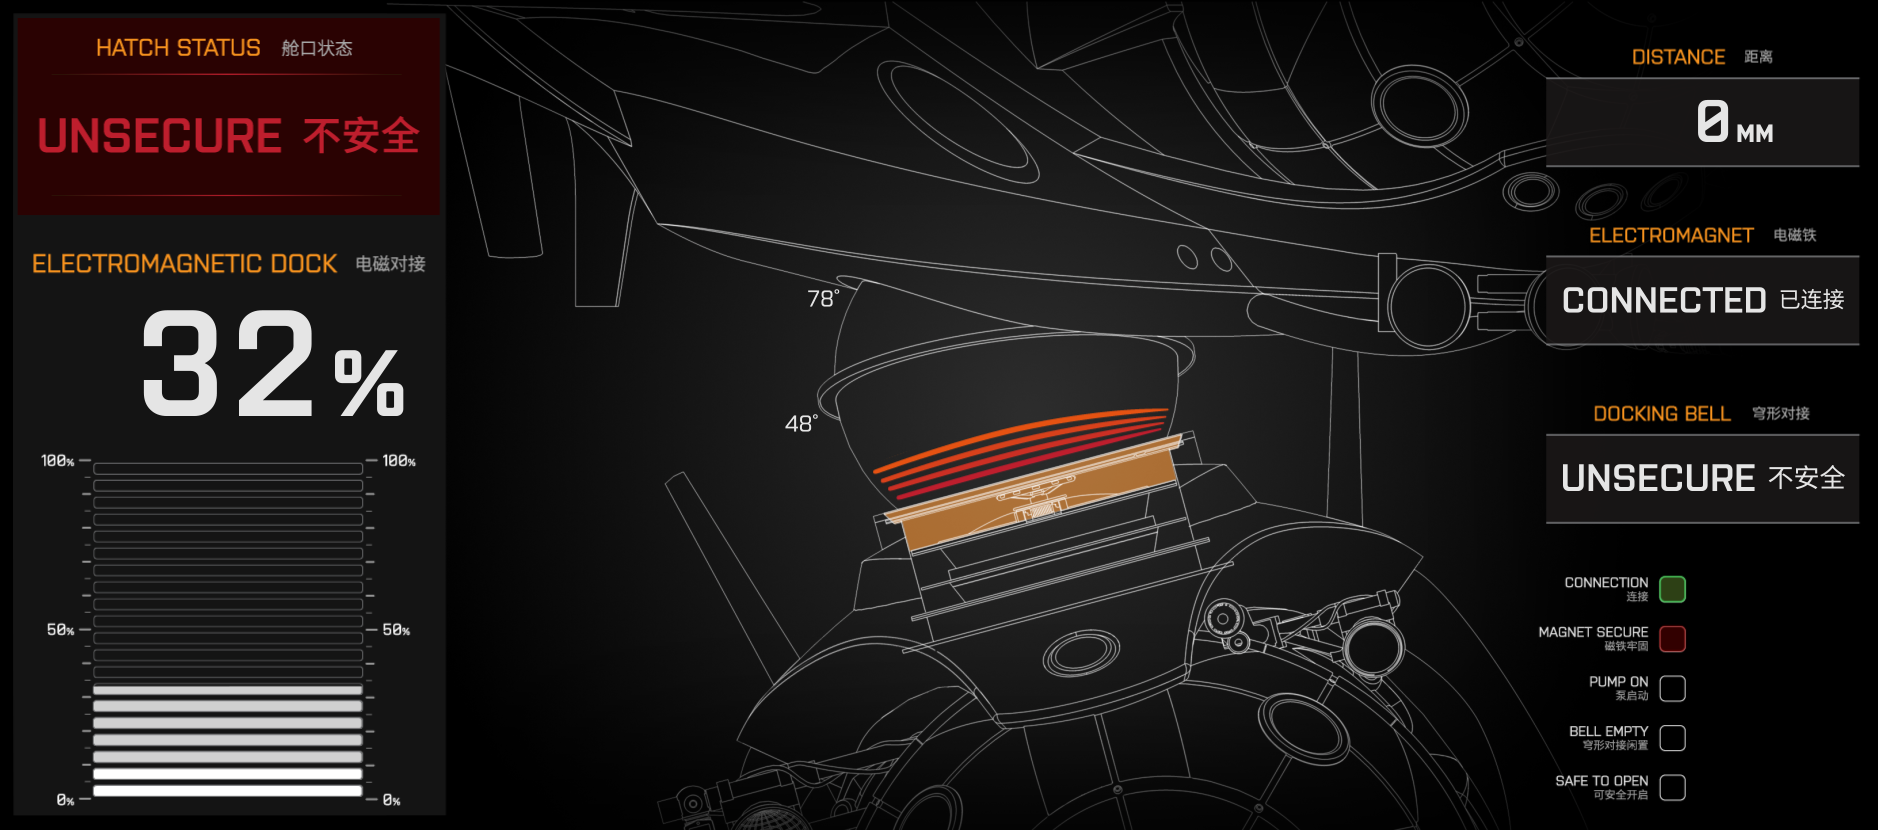 HATCH STATUS 舱口状态
UNSECURE 不安全
ELECTROMAGNETIC DOCK 电磁对接
32%
100% 100%
50% 50%
0% 0%
78°
48°
DISTANCE 距离
0 MM
ELECTROMAGNET 电磁铁
CONNECTED 已连接
DOCKING BELL 穹形对接
UNSECURE 不安全
CONNECTION
连接
MAGNET SECURE
磁铁牢固
PUMP ON
泵启动
BELL EMPTY
穹形对接闲置
SAFE TO OPEN
可安全开启